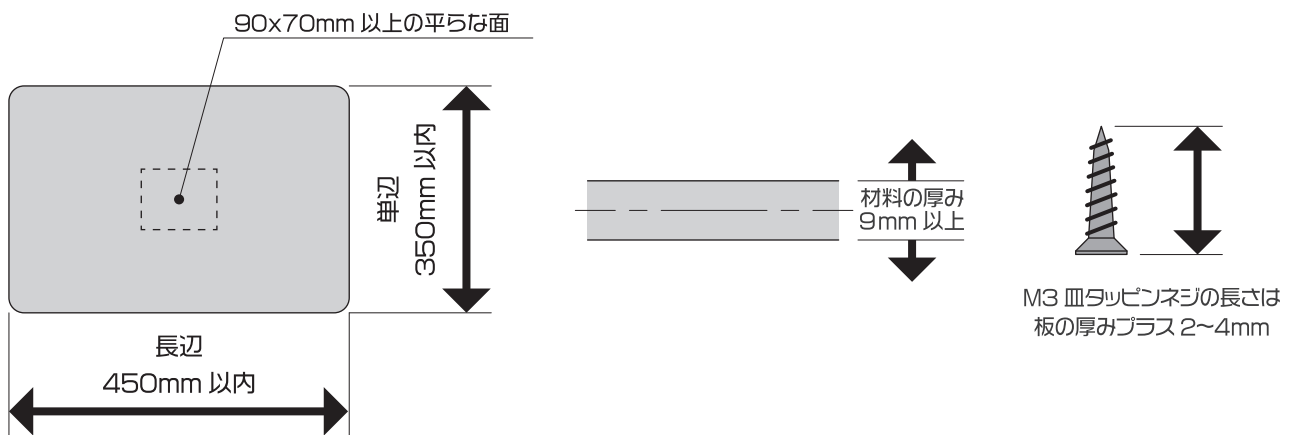 90x70mm 以上の平らな面
単辺
350mm 以内
長辺
450mm 以内
材料の厚み
9mm 以上
M3 皿タッピンネジの長さは
板の厚みプラス 2〜4mm